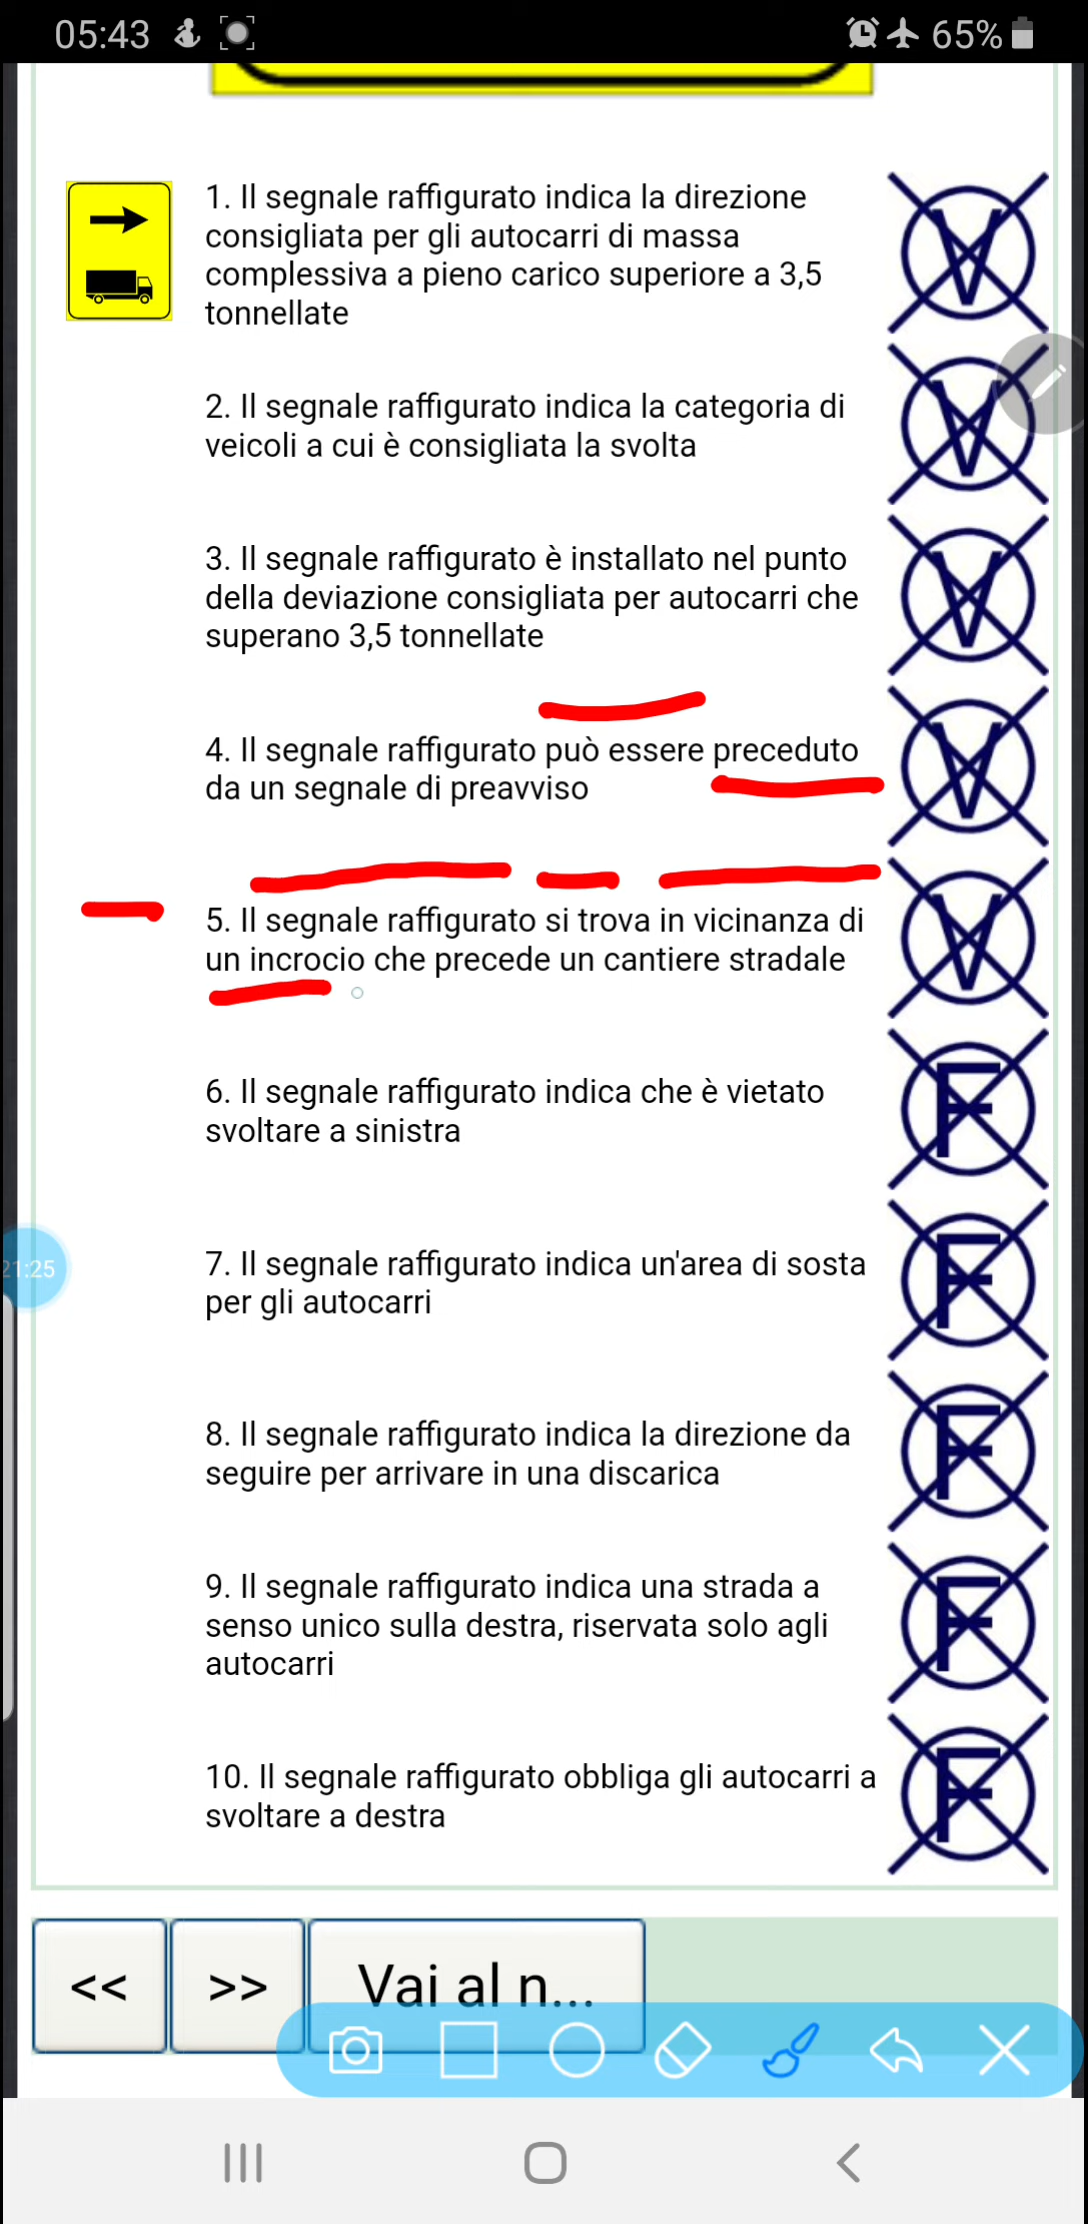 05:43
65%
1. Il segnale raffigurato indica la direzione
consigliata per gli autocarri di massa
complessiva a pieno carico superiore a 3,5
tonnellate
V
2. Il segnale raffigurato indica la categoria di
veicoli a cui è consigliata la svolta
V
3. Il segnale raffigurato è installato nel punto
della deviazione consigliata per autocarri che
superano 3,5 tonnellate
V
4. Il segnale raffigurato può essere preceduto
da un segnale di preavviso
V
5. Il segnale raffigurato si trova in vicinanza di
un incrocio che precede un cantiere stradale
V
6. Il segnale raffigurato indica che è vietato
svoltare a sinistra
F
21:25
7. Il segnale raffigurato indica un'area di sosta
per gli autocarri
F
8. Il segnale raffigurato indica la direzione da
seguire per arrivare in una discarica
F
9. Il segnale raffigurato indica una strada a
senso unico sulla destra, riservata solo agli
autocarri
F
10. Il segnale raffigurato obbliga gli autocarri a
svoltare a destra
F
<< >> Vai al n...